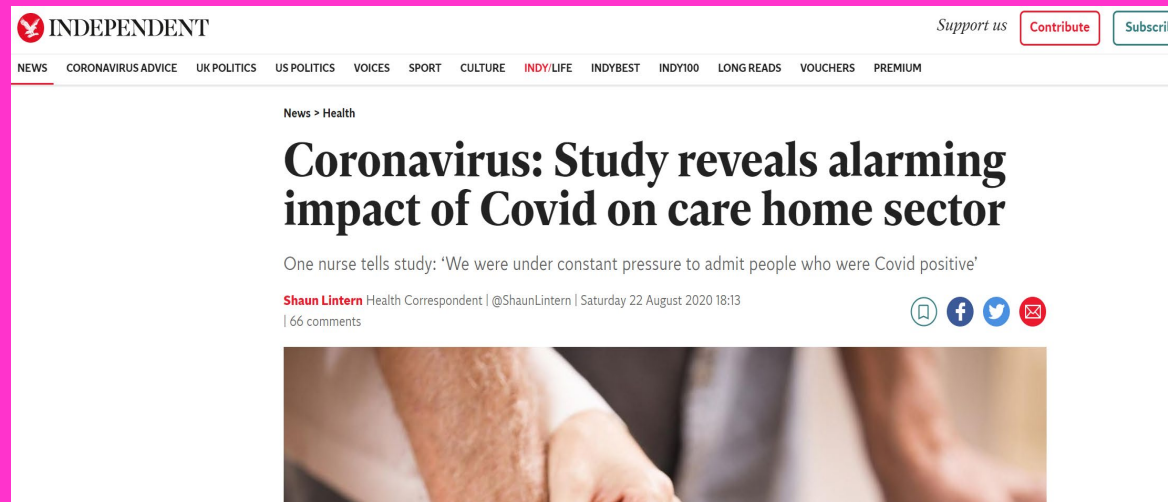 INDEPENDENT
Support us Contribute
NEWS CORONAVIRUS ADVICE UK POLITICS US POLITICS VOICES SPORT CULTURE INDY/LIFE INDYBEST INDY100 LONG READS VOUCHERS PREMIUM
News > Health
Coronavirus: Study reveals alarming
impact of Covid on care home sector
One nurse tells study: ‘We were under constant pressure to admit people who were Covid positive’
Shaun Lintern Health Correspondent | @ShaunLintern | Saturday 22 August 2020 18:13
| 66 comments